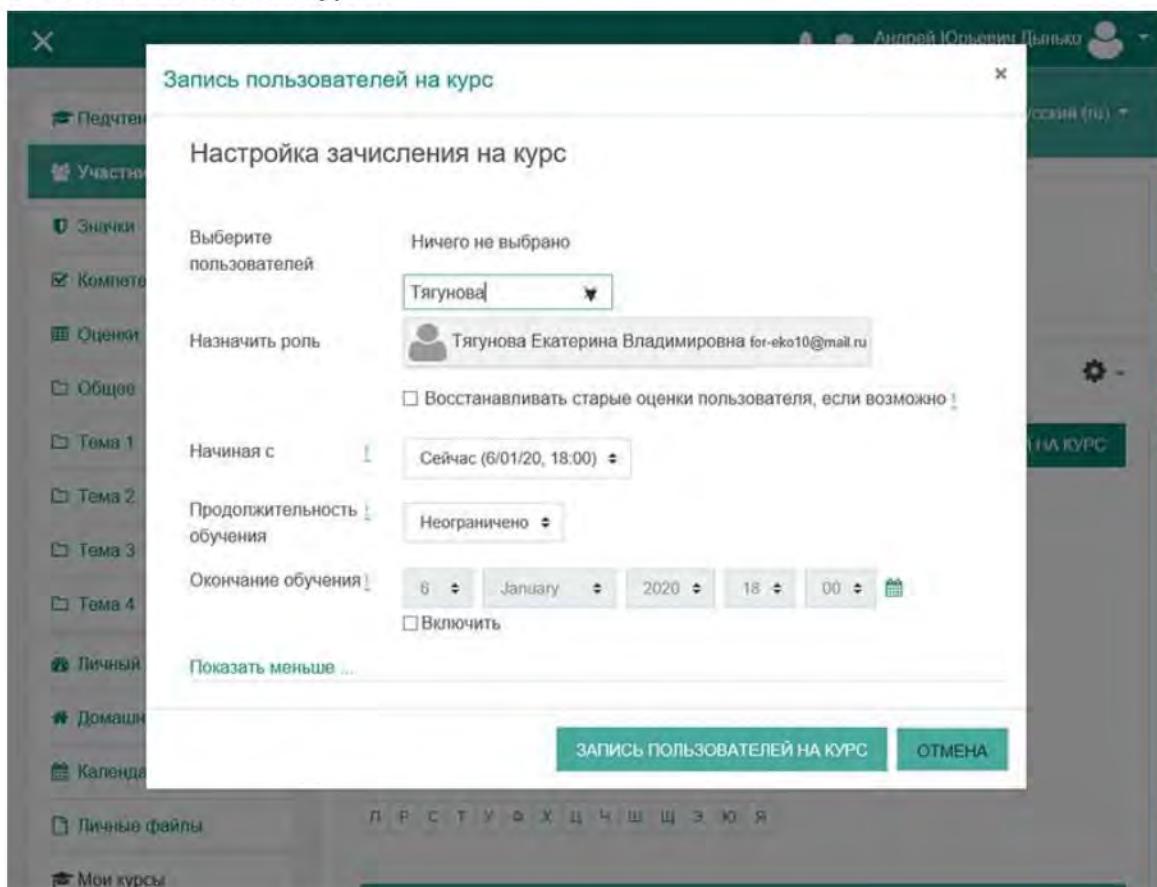 Андрей Юрьевич Цынько
Запись пользователей на курс
×
Педчтен
усский (ru)
Настройка зачисления на курс
Участни
Значки
Выберите
пользователей
Ничего не выбрано
Компете
Тягунова
Оценки
Назначить роль
Тягунова Екатерина Владимировна for-eko10@mail.ru
Общее
Восстанавливать старые оценки пользователя, если возможно !
Тема 1
Начиная с !
Сейчас (6/01/20, 18:00)
НА КУРС
Тема 2
Продолжительность !
обучения
Неограничено
Тема 3
Окончание обучения !
6 January 2020 18 00
Тема 4
Включить
Личный
Показать меньше ...
Домашн
ЗАПИСЬ ПОЛЬЗОВАТЕЛЕЙ НА КУРС
ОТМЕНА
Календа
Личные файлы
П Р С Т У Ф Х Ц Ч Ш Щ Э Ю Я
Мои курсы